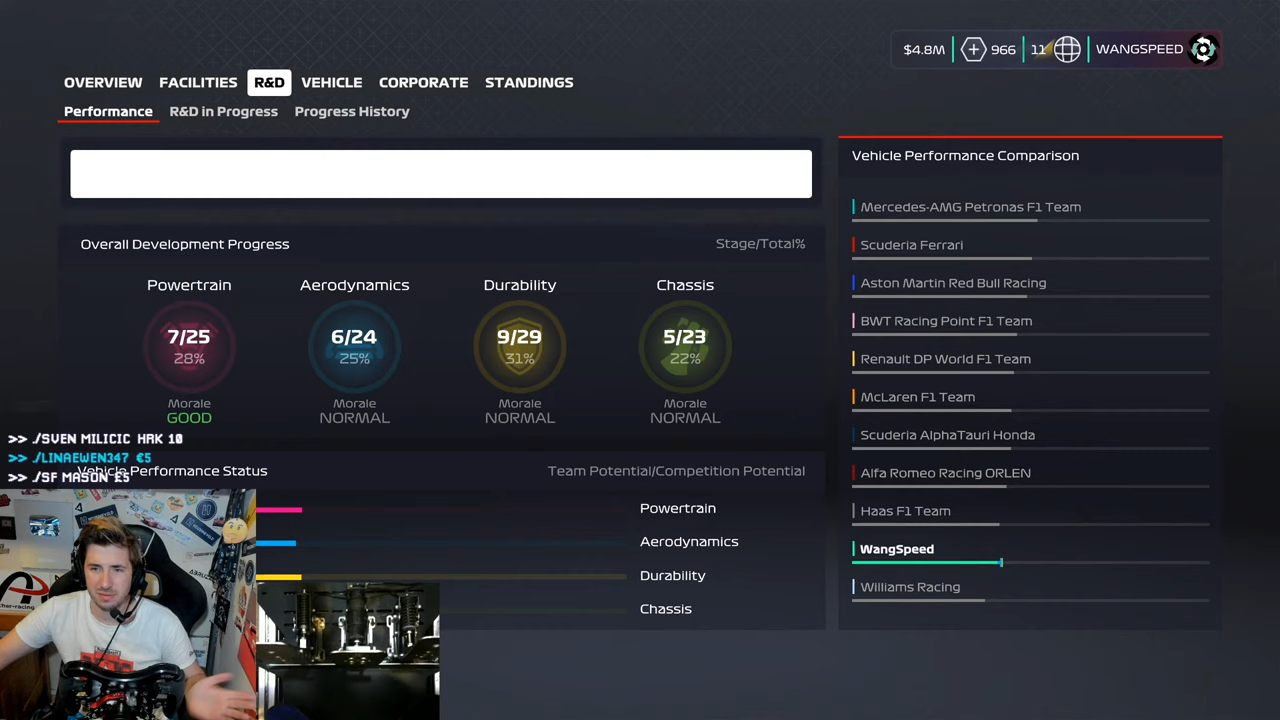 $4.8M
966
11
WANGSPEED
OVERVIEW
FACILITIES
R&D
VEHICLE
CORPORATE
STANDINGS
Performance
R&D in Progress
Progress History
Overall Development Progress
Stage/Total%
Powertrain
Aerodynamics
Durability
Chassis
7/25
28%
6/24
25%
9/29
31%
5/23
22%
Morale
GOOD
Morale
NORMAL
Morale
NORMAL
Morale
NORMAL
>> ./SVEN MILICIC HRK 10
>> ./LINAEWEN347 €5
>> ./SF MASON £5
Vehicle Performance Status
Team Potential/Competition Potential
Powertrain
Aerodynamics
Durability
Chassis
Vehicle Performance Comparison
Mercedes-AMG Petronas F1 Team
Scuderia Ferrari
Aston Martin Red Bull Racing
BWT Racing Point F1 Team
Renault DP World F1 Team
McLaren F1 Team
Scuderia AlphaTauri Honda
Alfa Romeo Racing ORLEN
Haas F1 Team
WangSpeed
Williams Racing